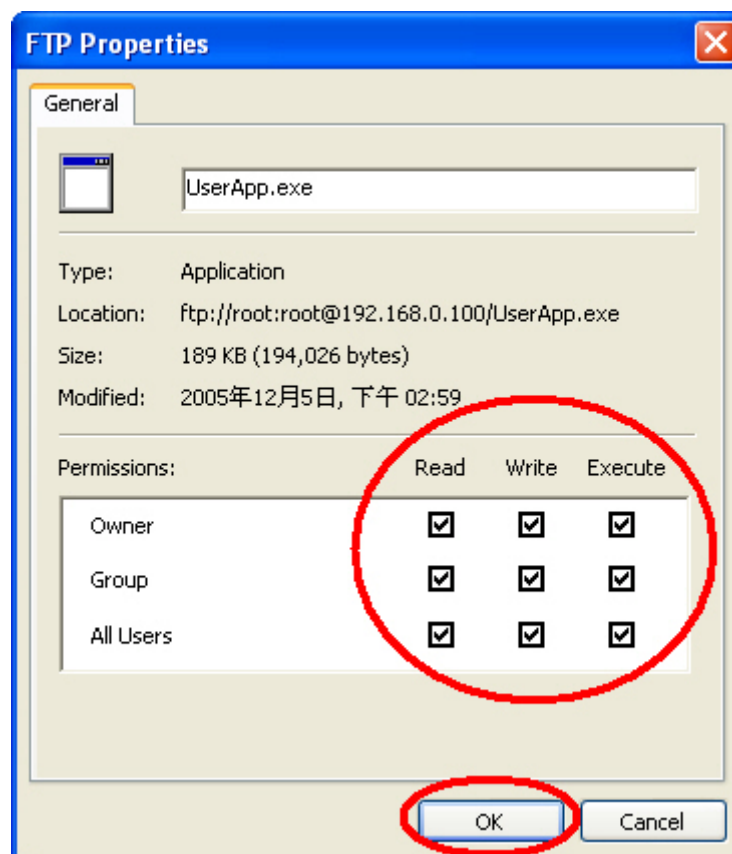 FTP Properties
General
UserApp.exe
Type: Application
Location: ftp://root:root@192.168.0.100/UserApp.exe
Size: 189 KB (194,026 bytes)
Modified: 2005年12月5日, 下午 02:59
Permissions: Read Write Execute
Owner
Group
All Users
OK Cancel